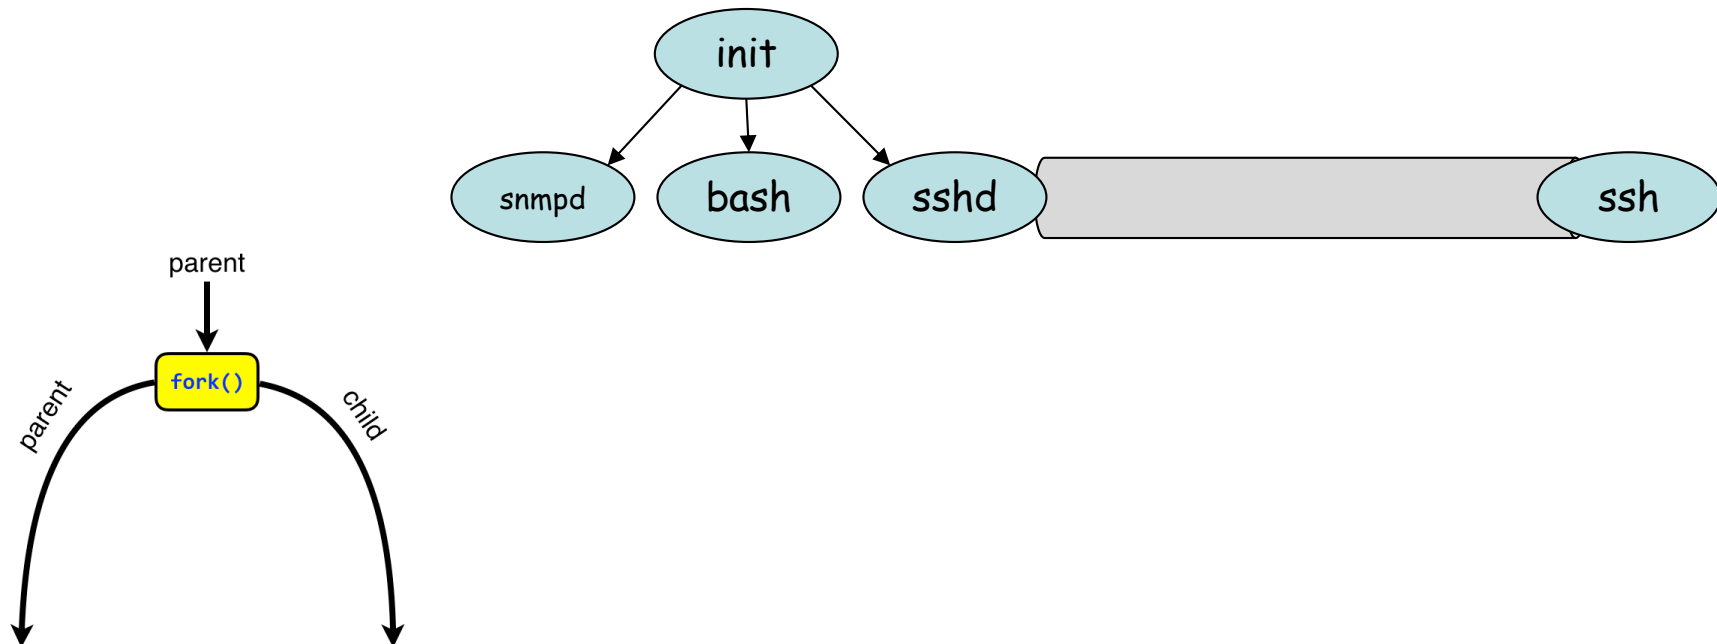 init
snmpd
bash
sshd
ssh
parent
fork()
parent
child